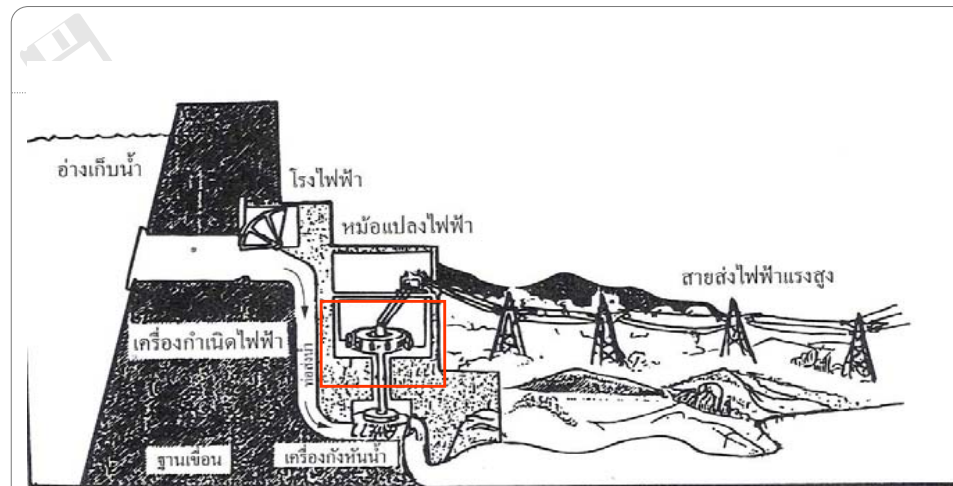 อ่างเก็บน้ำ
โรงไฟฟ้า
หม้อแปลงไฟฟ้า
สายส่งไฟฟ้าแรงสูง
เครื่องกำเนิดไฟฟ้า
ท่อส่งน้ำ
ฐานเขื่อน
เครื่องกังหันน้ำ